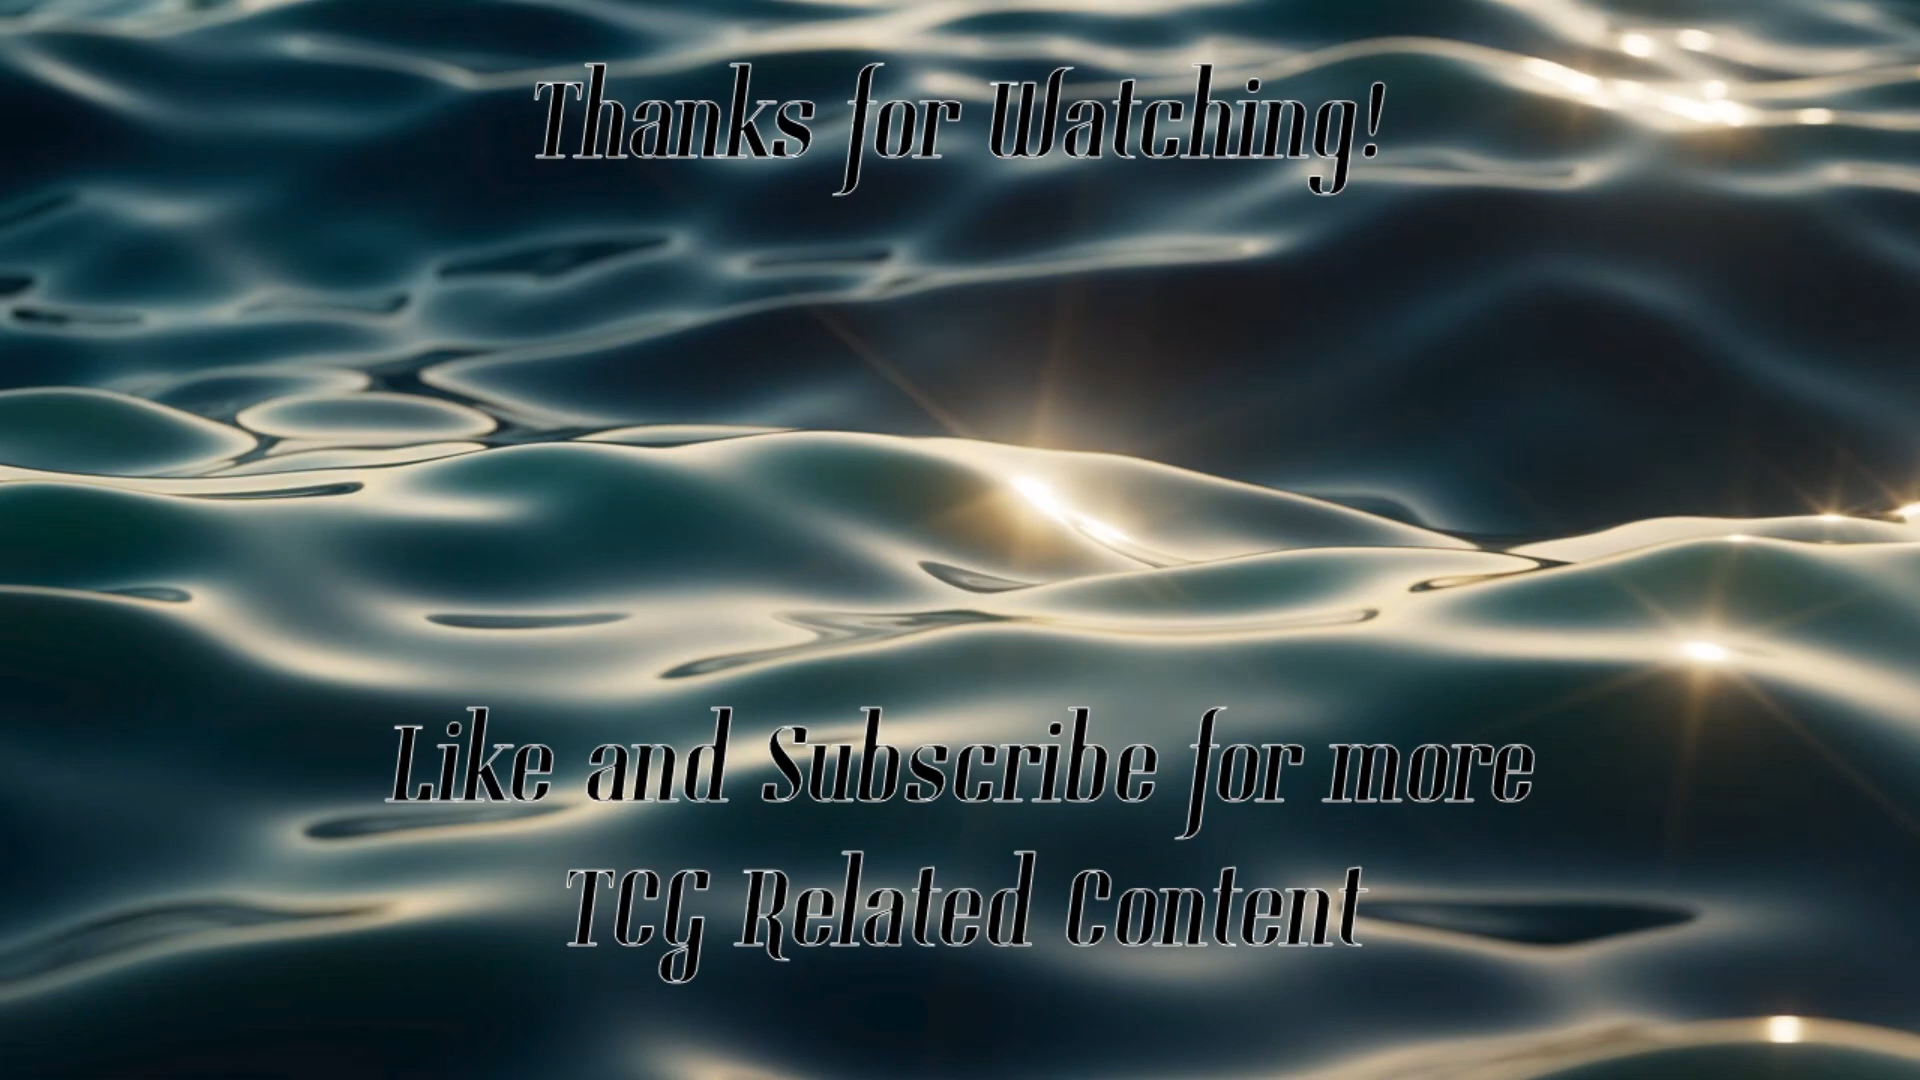 Thanks for Watching!
Like and Subscribe for more
TCG Related Content